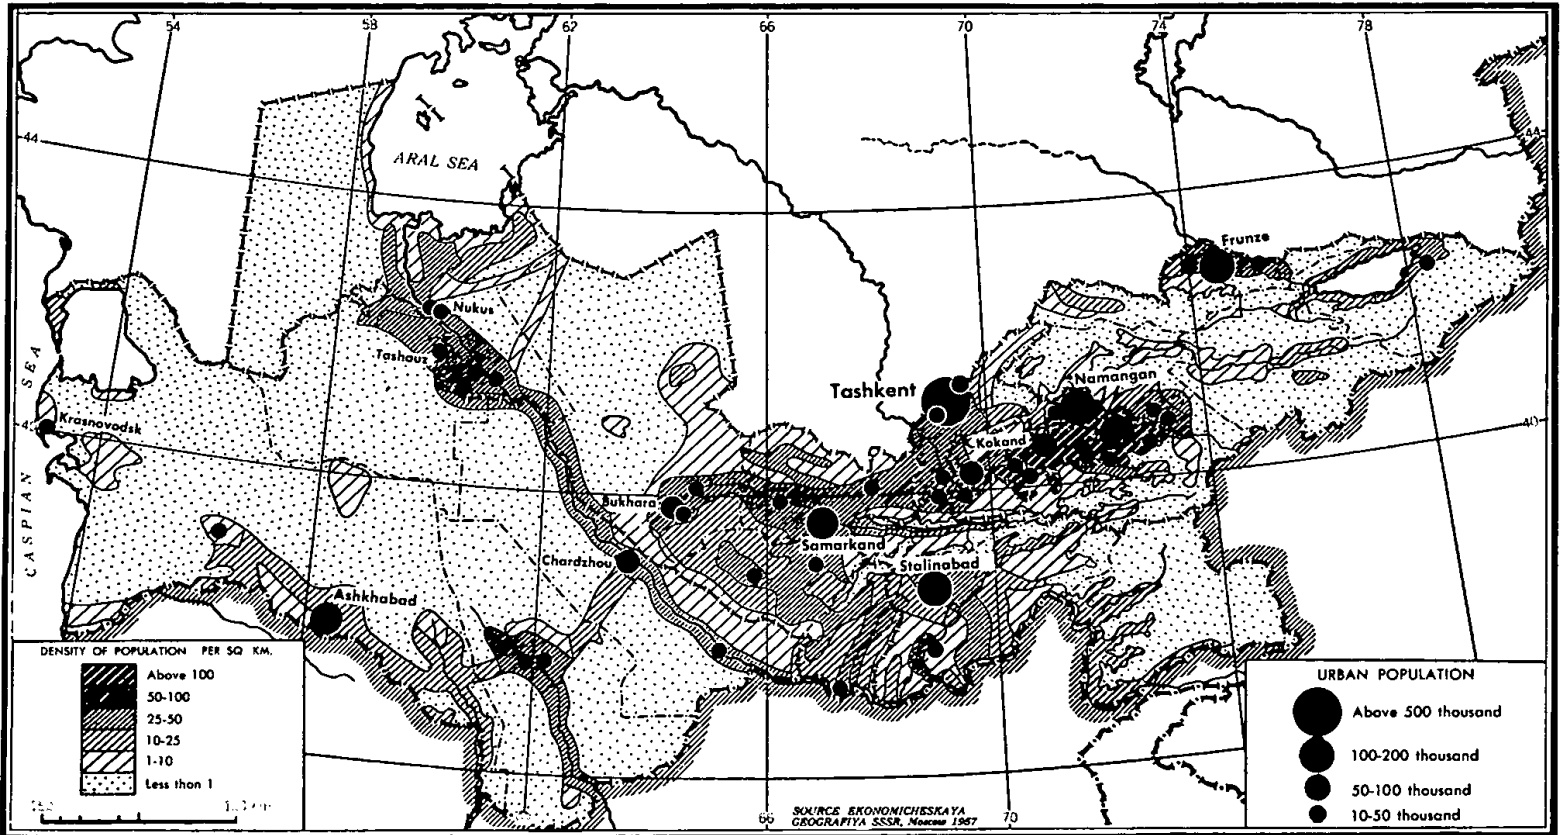 54
58
62
66
70
74
78
44
44
ARAL SEA
Frunze
Nukus
Tashauz
Namangan
Tashkent
Kokand
Krasnovodsk
40
CASPIAN SEA
Bukhara
Samarkand
Chardzhou
Stalinabad
Ashkhabad
DENSITY OF POPULATION PER SQ KM.
Above 100
50-100
25-50
10-25
1-10
Less than 1
URBAN POPULATION
Above 500 thousand
100-200 thousand
50-100 thousand
10-50 thousand
SOURCE EKONOMICHESKAYA
GEOGRAFIYA SSSR, Moscow 1957
66
70